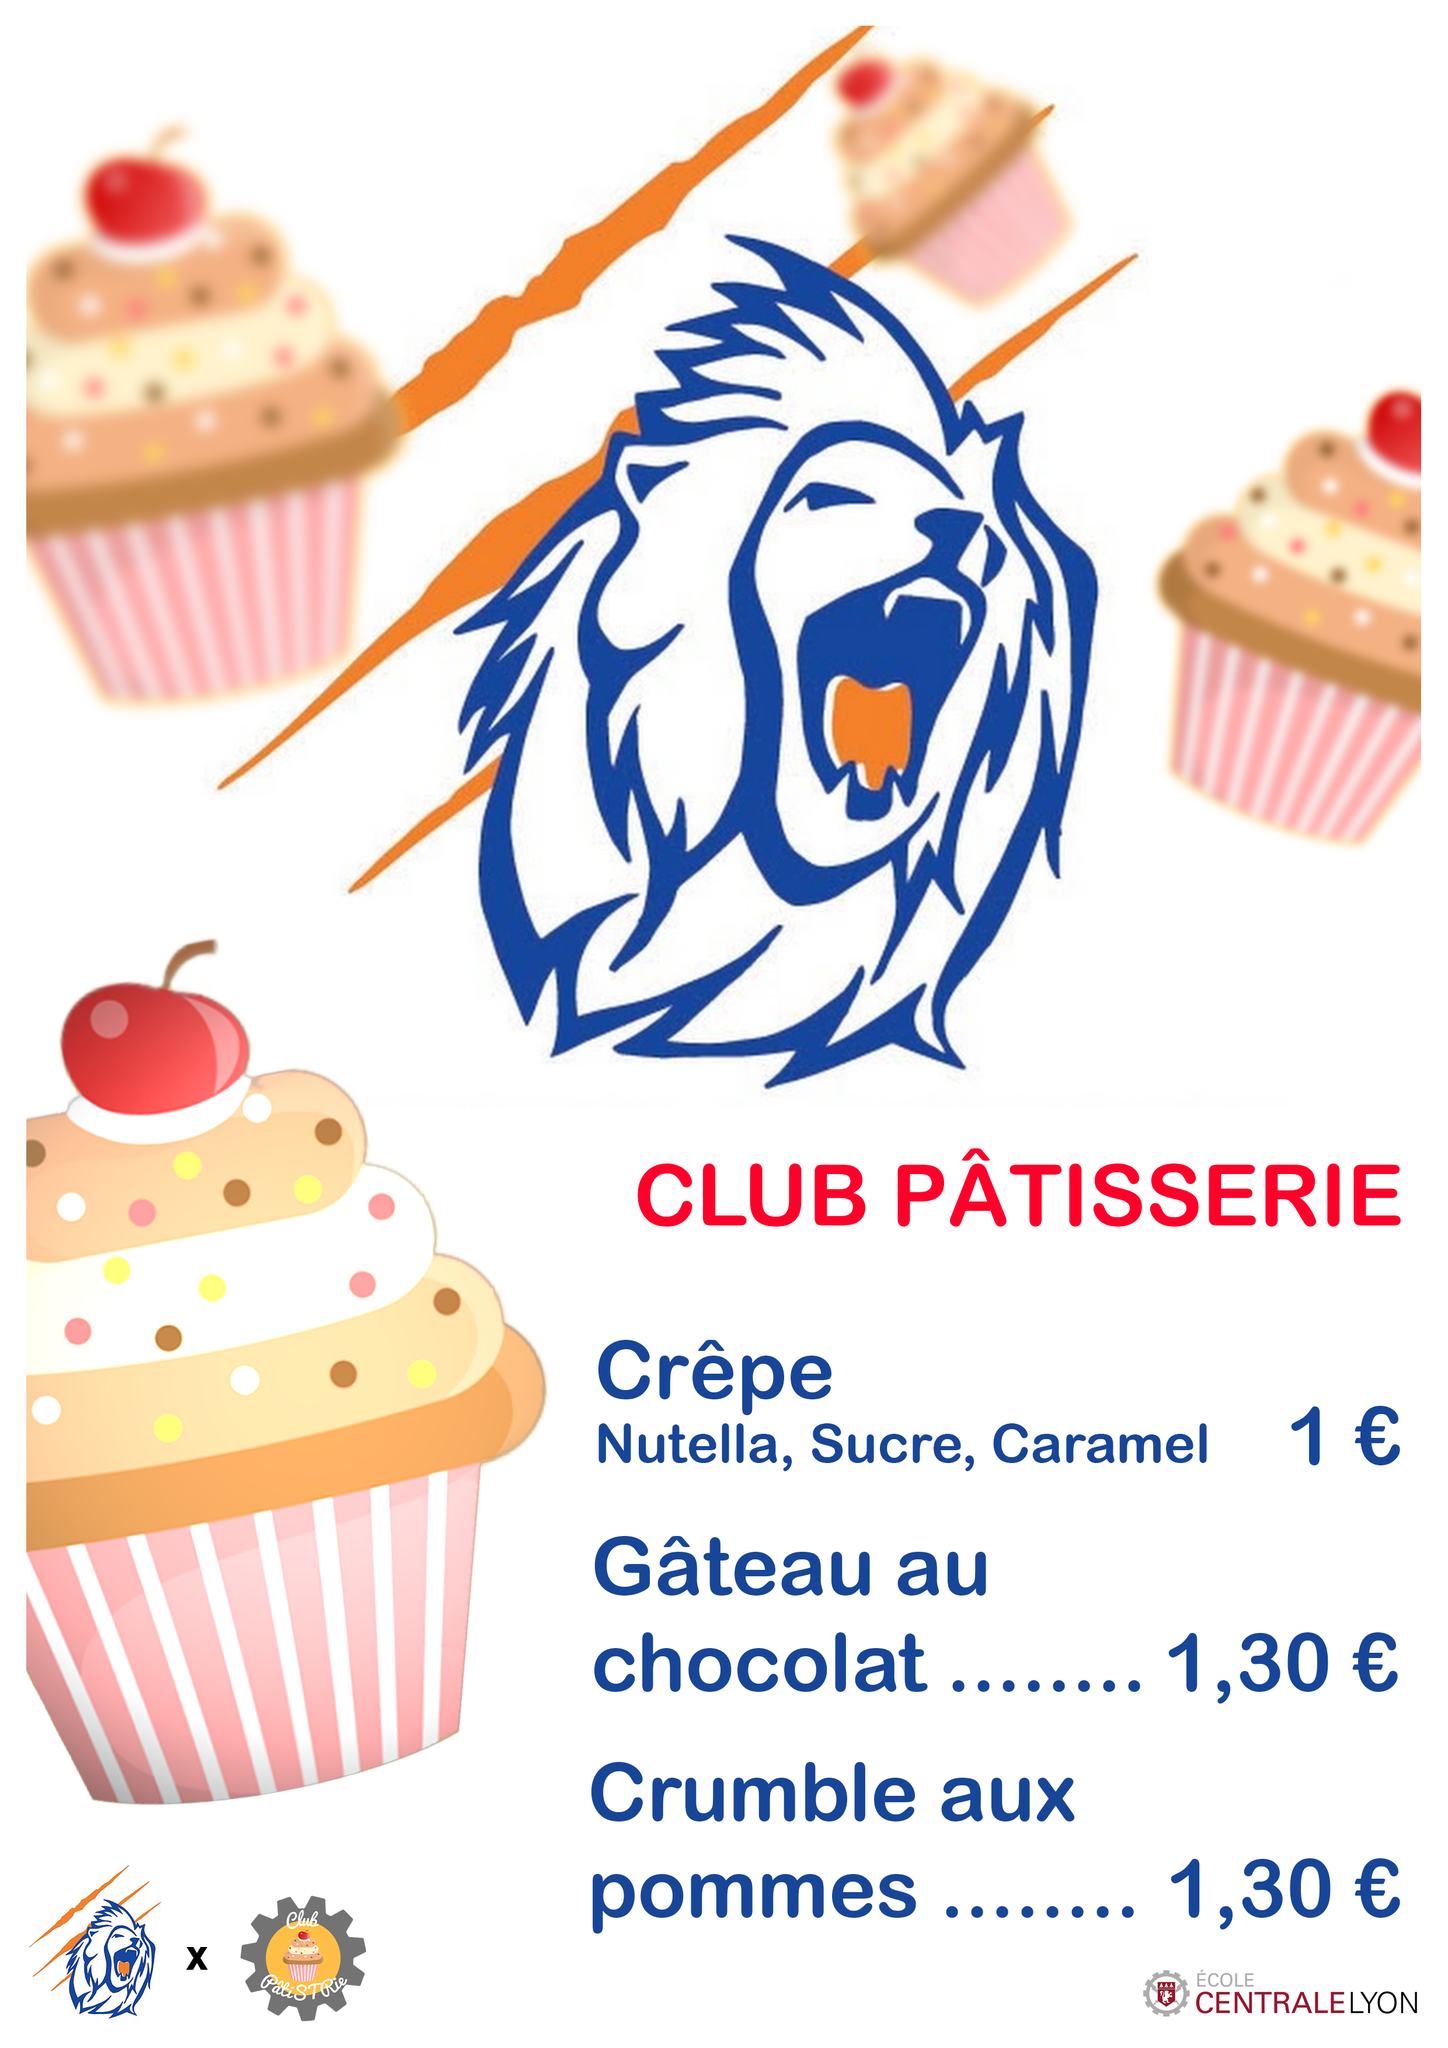 CLUB PÂTISSERIE
Crêpe
Nutella, Sucre, Caramel 1 €
Gâteau au
chocolat ........ 1,30 €
Crumble aux
pommes ........ 1,30 €
x
Club
PâtiSTRie
ÉCOLE
CENTRALELYON